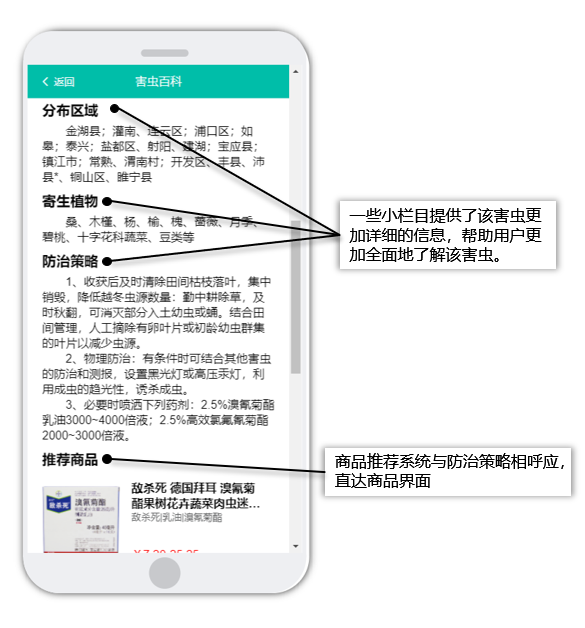 返回
害虫百科
分布区域
金湖县；灌南、连云区；浦口区；如
皋；泰兴；盐都区、射阳、建湖；宝应县；
镇江市；常熟、渭南村；开发区、丰县、沛
县*、铜山区、睢宁县
寄生植物
桑、木槿、杨、榆、槐、蔷薇、月季、
碧桃、十字花科蔬菜、豆类等
防治策略
1、收获后及时清除田间枯枝落叶，集中
销毁，降低越冬虫源数量：勤中耕除草，及
时秋翻，可消灭部分入土幼虫或蛹。结合田
间管理，人工摘除有卵叶片或初龄幼虫群集
的叶片以减少虫源。
2、物理防治：有条件时可结合其他害虫
的防治和测报，设置黑光灯或高压汞灯，利
用成虫的趋光性，诱杀成虫。
3、必要时喷洒下列药剂：2.5%溴氰菊酯
乳油3000~4000倍液；2.5%高效氯氟氰菊酯
2000~3000倍液。
推荐商品
敌杀死 德国拜耳 溴氰菊
酯果树花卉蔬菜肉虫迷...
敌杀死|乳油|溴氰菊酯
敌杀死
溴氰菊酯
一些小栏目提供了该害虫更
加详细的信息，帮助用户更
加全面地了解该害虫。
商品推荐系统与防治策略相呼应，
直达商品界面